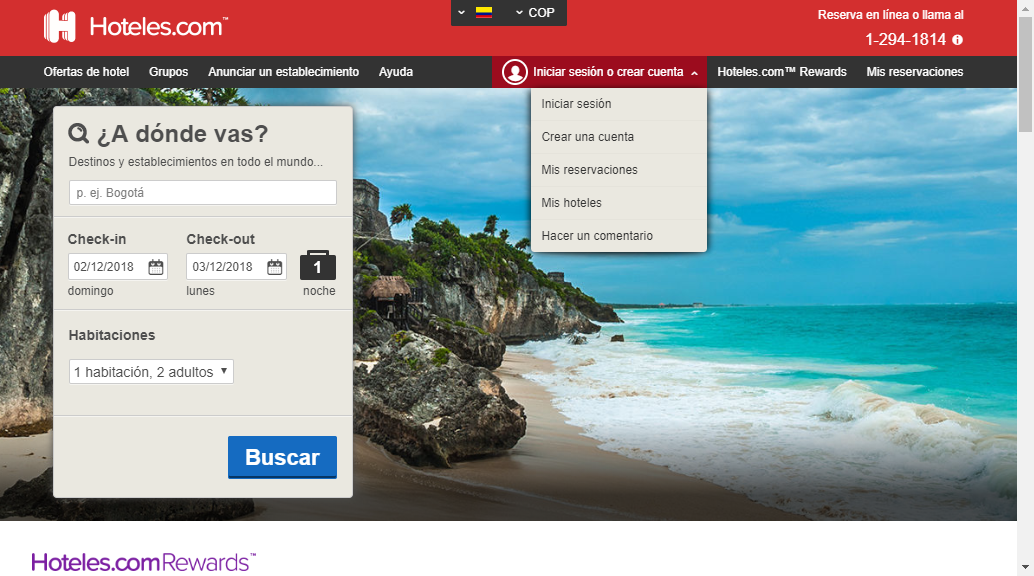 Hoteles.com™
COP
Reserva en línea o llama al
1-294-1814
Ofertas de hotel Grupos Anunciar un establecimiento Ayuda Iniciar sesión o crear cuenta Hoteles.com™ Rewards Mis reservaciones
Iniciar sesión
Crear una cuenta
Mis reservaciones
Mis hoteles
Hacer un comentario
¿A dónde vas?
Destinos y establecimientos en todo el mundo...
p. ej. Bogotá
Check-in Check-out
02/12/2018 03/12/2018 1
domingo lunes noche
Habitaciones
1 habitación, 2 adultos
Buscar
Hoteles.com Rewards™